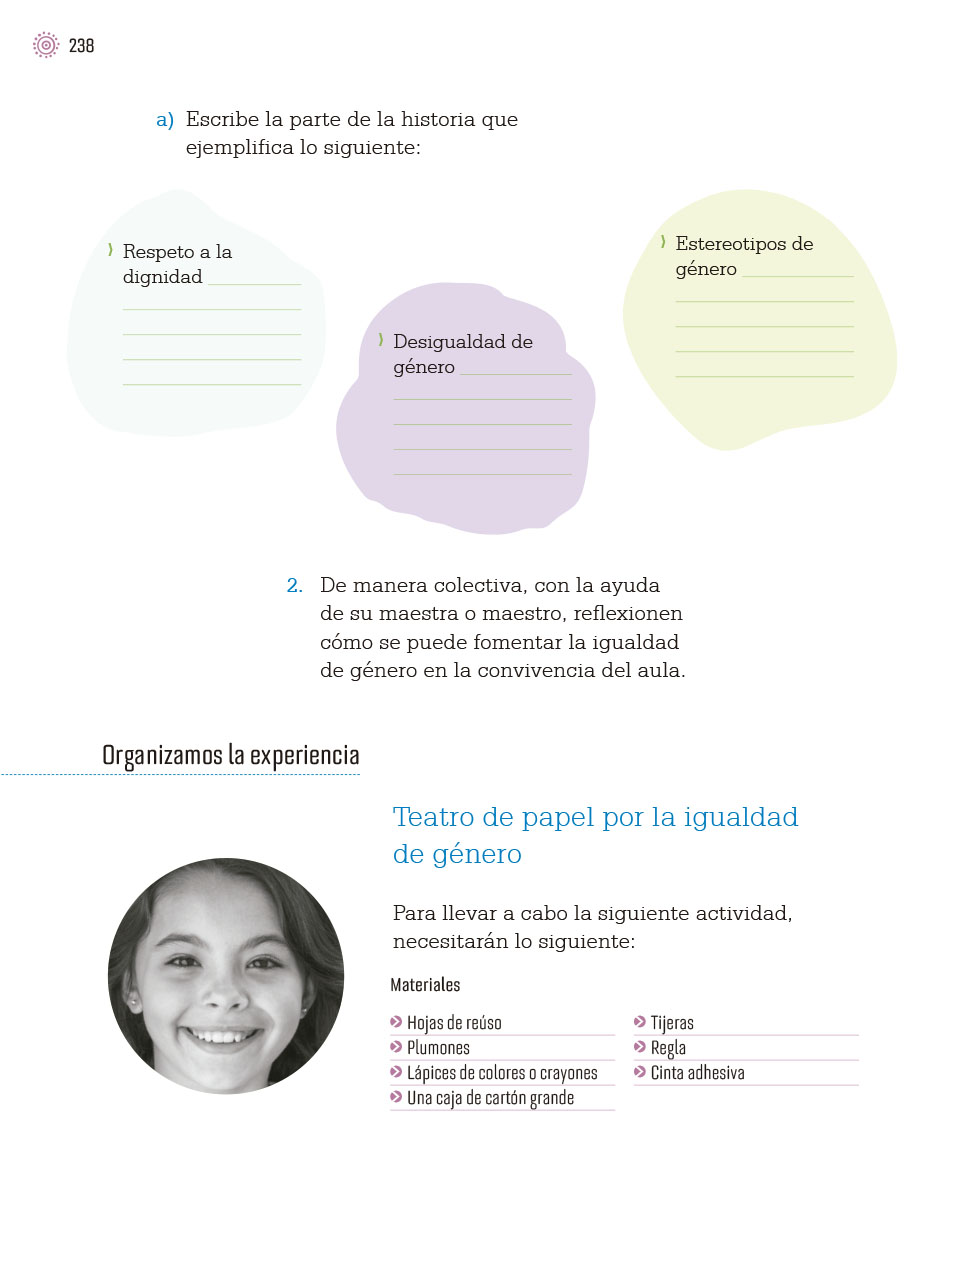 238
a) Escribe la parte de la historia que
ejemplifica lo siguiente:
Respeto a la
dignidad
Desigualdad de
género
Estereotipos de
género
2. De manera colectiva, con la ayuda
de su maestra o maestro, reflexionen
cómo se puede fomentar la igualdad
de género en la convivencia del aula.
Organizamos la experiencia
Teatro de papel por la igualdad
de género
Para llevar a cabo la siguiente actividad,
necesitarán lo siguiente:
Materiales
Hojas de reúso
Plumones
Lápices de colores o crayones
Una caja de cartón grande
Tijeras
Regla
Cinta adhesiva